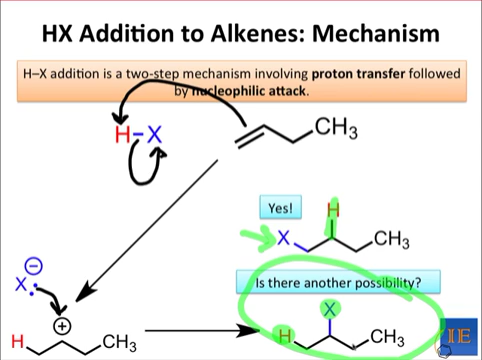 HX Addition to Alkenes: Mechanism
H–X addition is a two-step mechanism involving proton transfer followed
by nucleophilic attack.
H–X
CH3
Yes!
H
X
CH3
Is there another possibility?
X:
⊖
⊕
H
CH3
X
H
CH3
IE